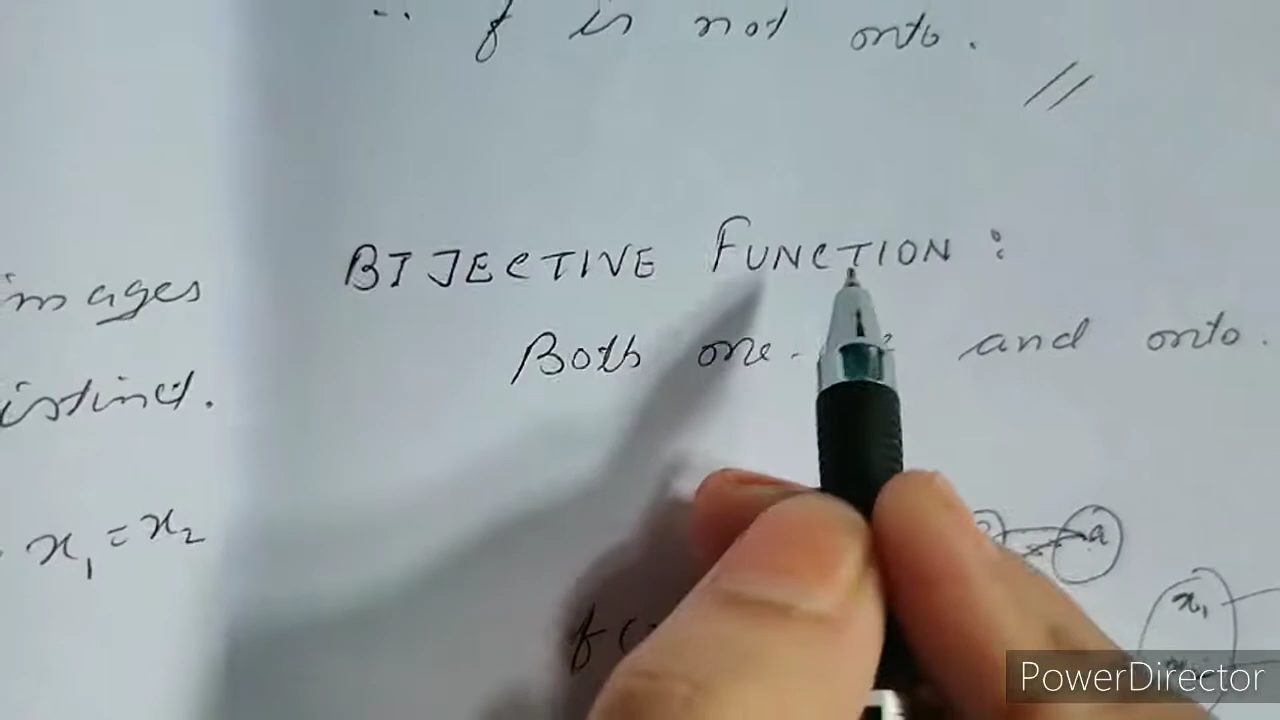 ∴ f is not onto. //
images
istinct.
x₁ = x₂
BIJECTIVE FUNCTION :
Both one- and onto.
a
x₁
f(
PowerDirector